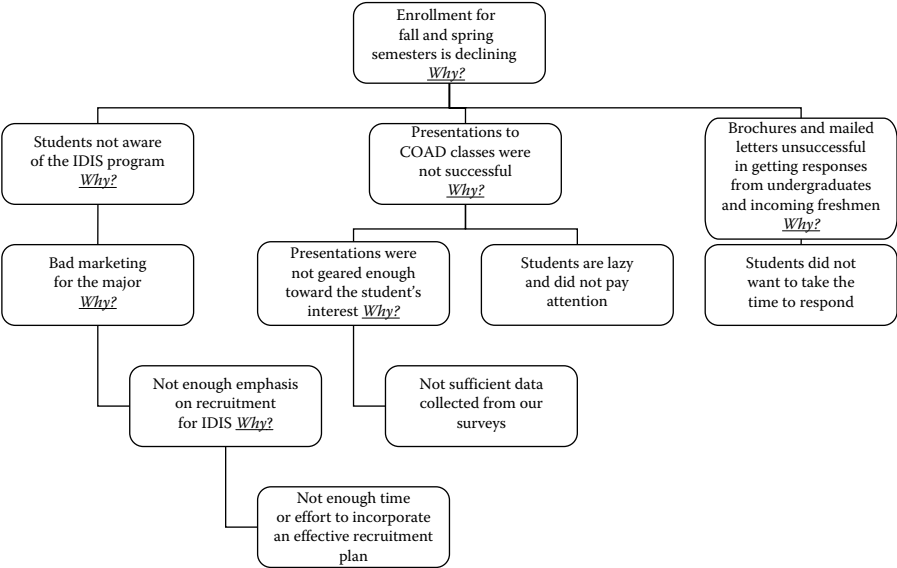 Enrollment for
fall and spring
semesters is declining
Why?
Students not aware
of the IDIS program
Why?
Presentations to
COAD classes were
not successful
Why?
Brochures and mailed
letters unsuccessful
in getting responses
from undergraduates
and incoming freshmen
Why?
Bad marketing
for the major
Why?
Presentations were
not geared enough
toward the student's
interest Why?
Students are lazy
and did not pay
attention
Students did not
want to take the
time to respond
Not enough emphasis
on recruitment
for IDIS Why?
Not sufficient data
collected from our
surveys
Not enough time
or effort to incorporate
an effective recruitment
plan